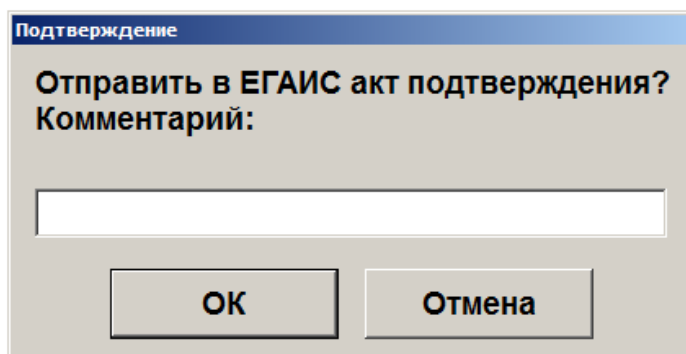 Подтверждение
Отправить в ЕГАИС акт подтверждения?
Комментарий:
ОК
Отмена